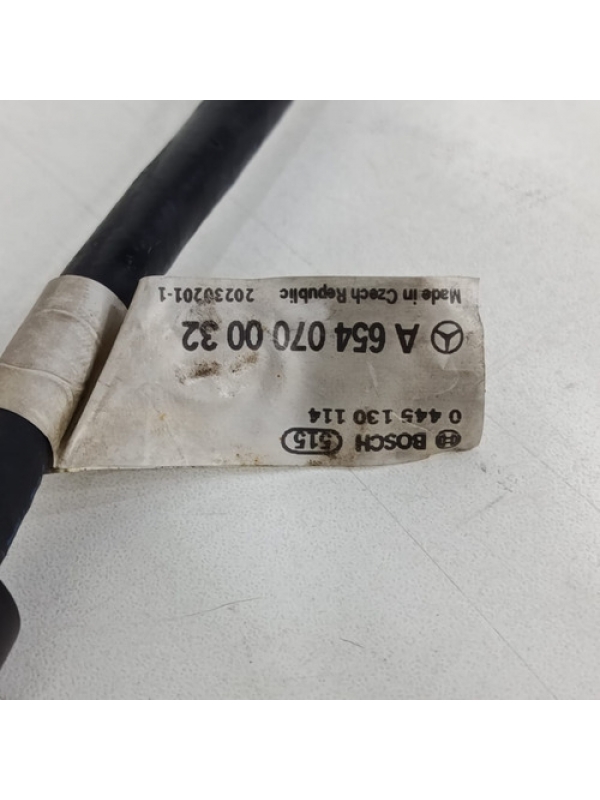 BOSCH 515
0 445 130 114
A 654 070 00 32
Made in Czech Republic 20230201-1